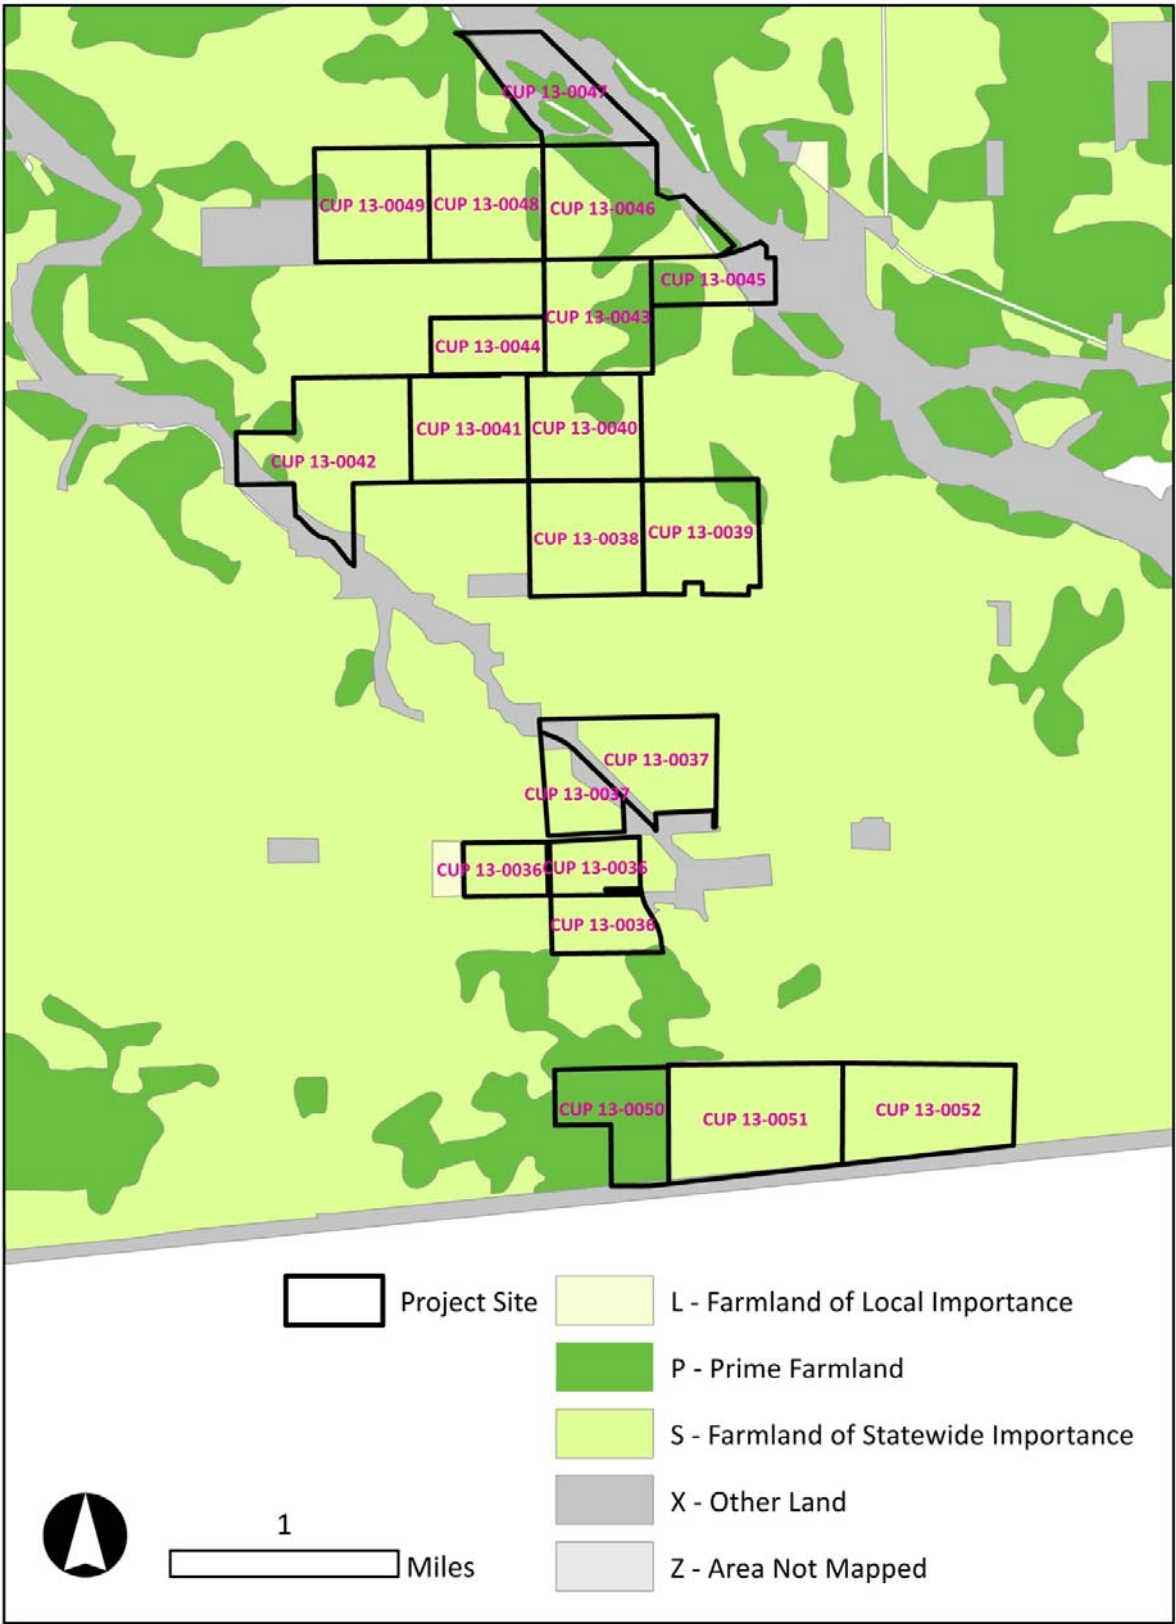 CUP 13-0047
CUP 13-0049
CUP 13-0048
CUP 13-0046
CUP 13-0045
CUP 13-0043
CUP 13-0044
CUP 13-0041
CUP 13-0040
CUP 13-0042
CUP 13-0038
CUP 13-0039
CUP 13-0037
CUP 13-0037
CUP 13-0036
CUP 13-0036
CUP 13-0036
CUP 13-0050
CUP 13-0051
CUP 13-0052
Project Site
L - Farmland of Local Importance
P - Prime Farmland
S - Farmland of Statewide Importance
X - Other Land
Z - Area Not Mapped
1
Miles